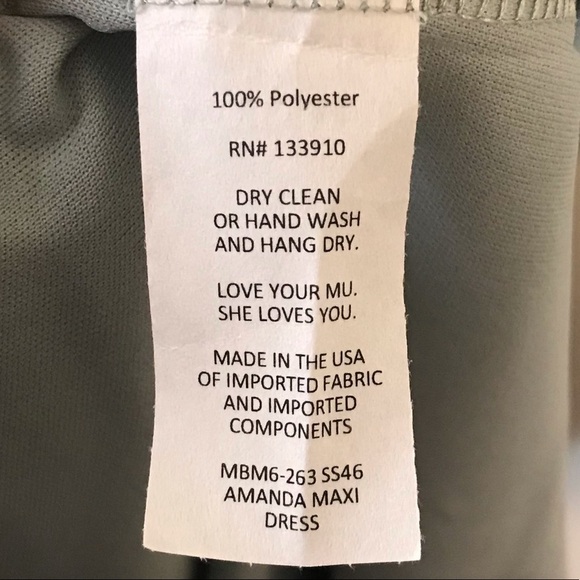 100% Polyester
RN# 133910
DRY CLEAN
OR HAND WASH
AND HANG DRY.
LOVE YOUR MU.
SHE LOVES YOU.
MADE IN THE USA
OF IMPORTED FABRIC
AND IMPORTED
COMPONENTS
MBM6-263 SS46
AMANDA MAXI
DRESS